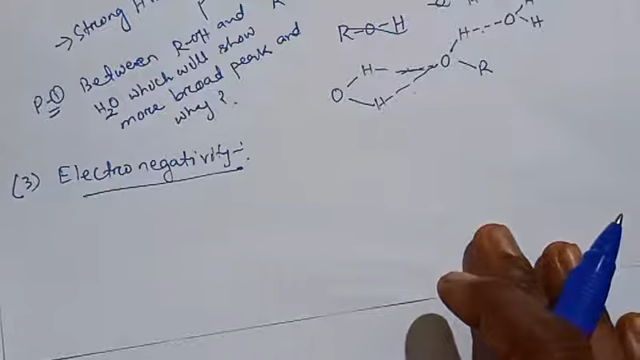 → Strong H
P-① Between R-OH and
H₂O which will show
more broad peak and
why?
R-O-H
H
O
H
H
O
R
O
H
(3) Electronegativity-: